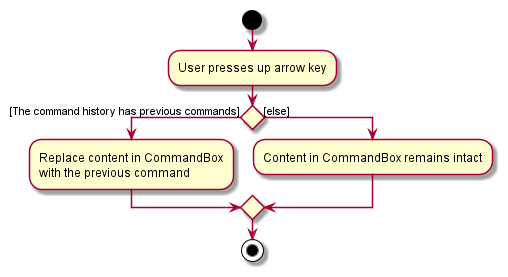 User presses up arrow key
[The command history has previous commands]
[else]
Replace content in CommandBox
with the previous command
Content in CommandBox remains intact